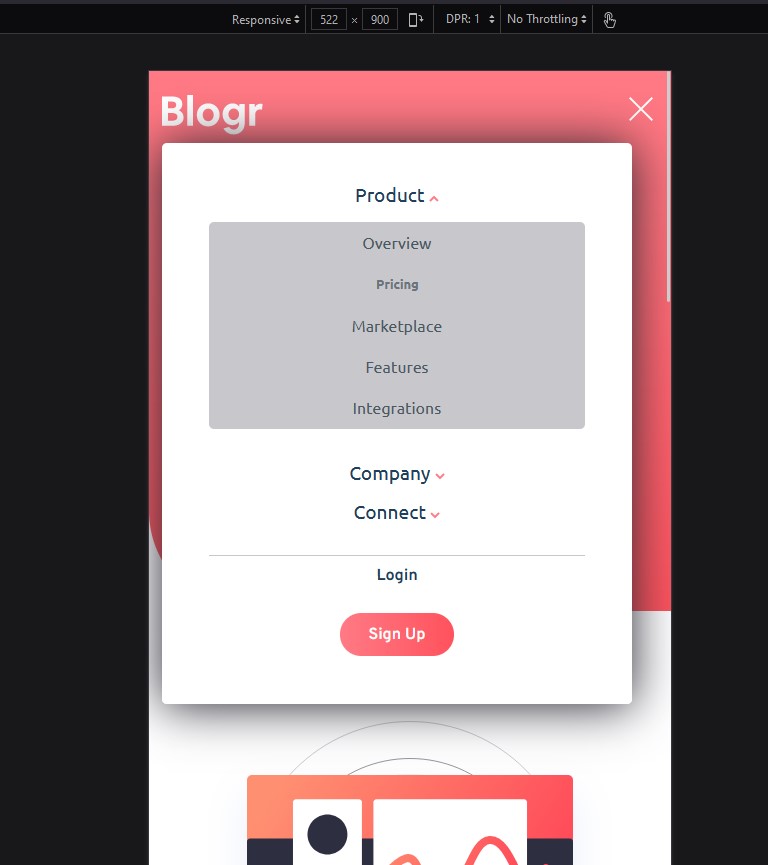 Responsive 522 × 900 DPR: 1 No Throttling
Blogr
Product
Overview
Pricing
Marketplace
Features
Integrations
Company
Connect
Login
Sign Up